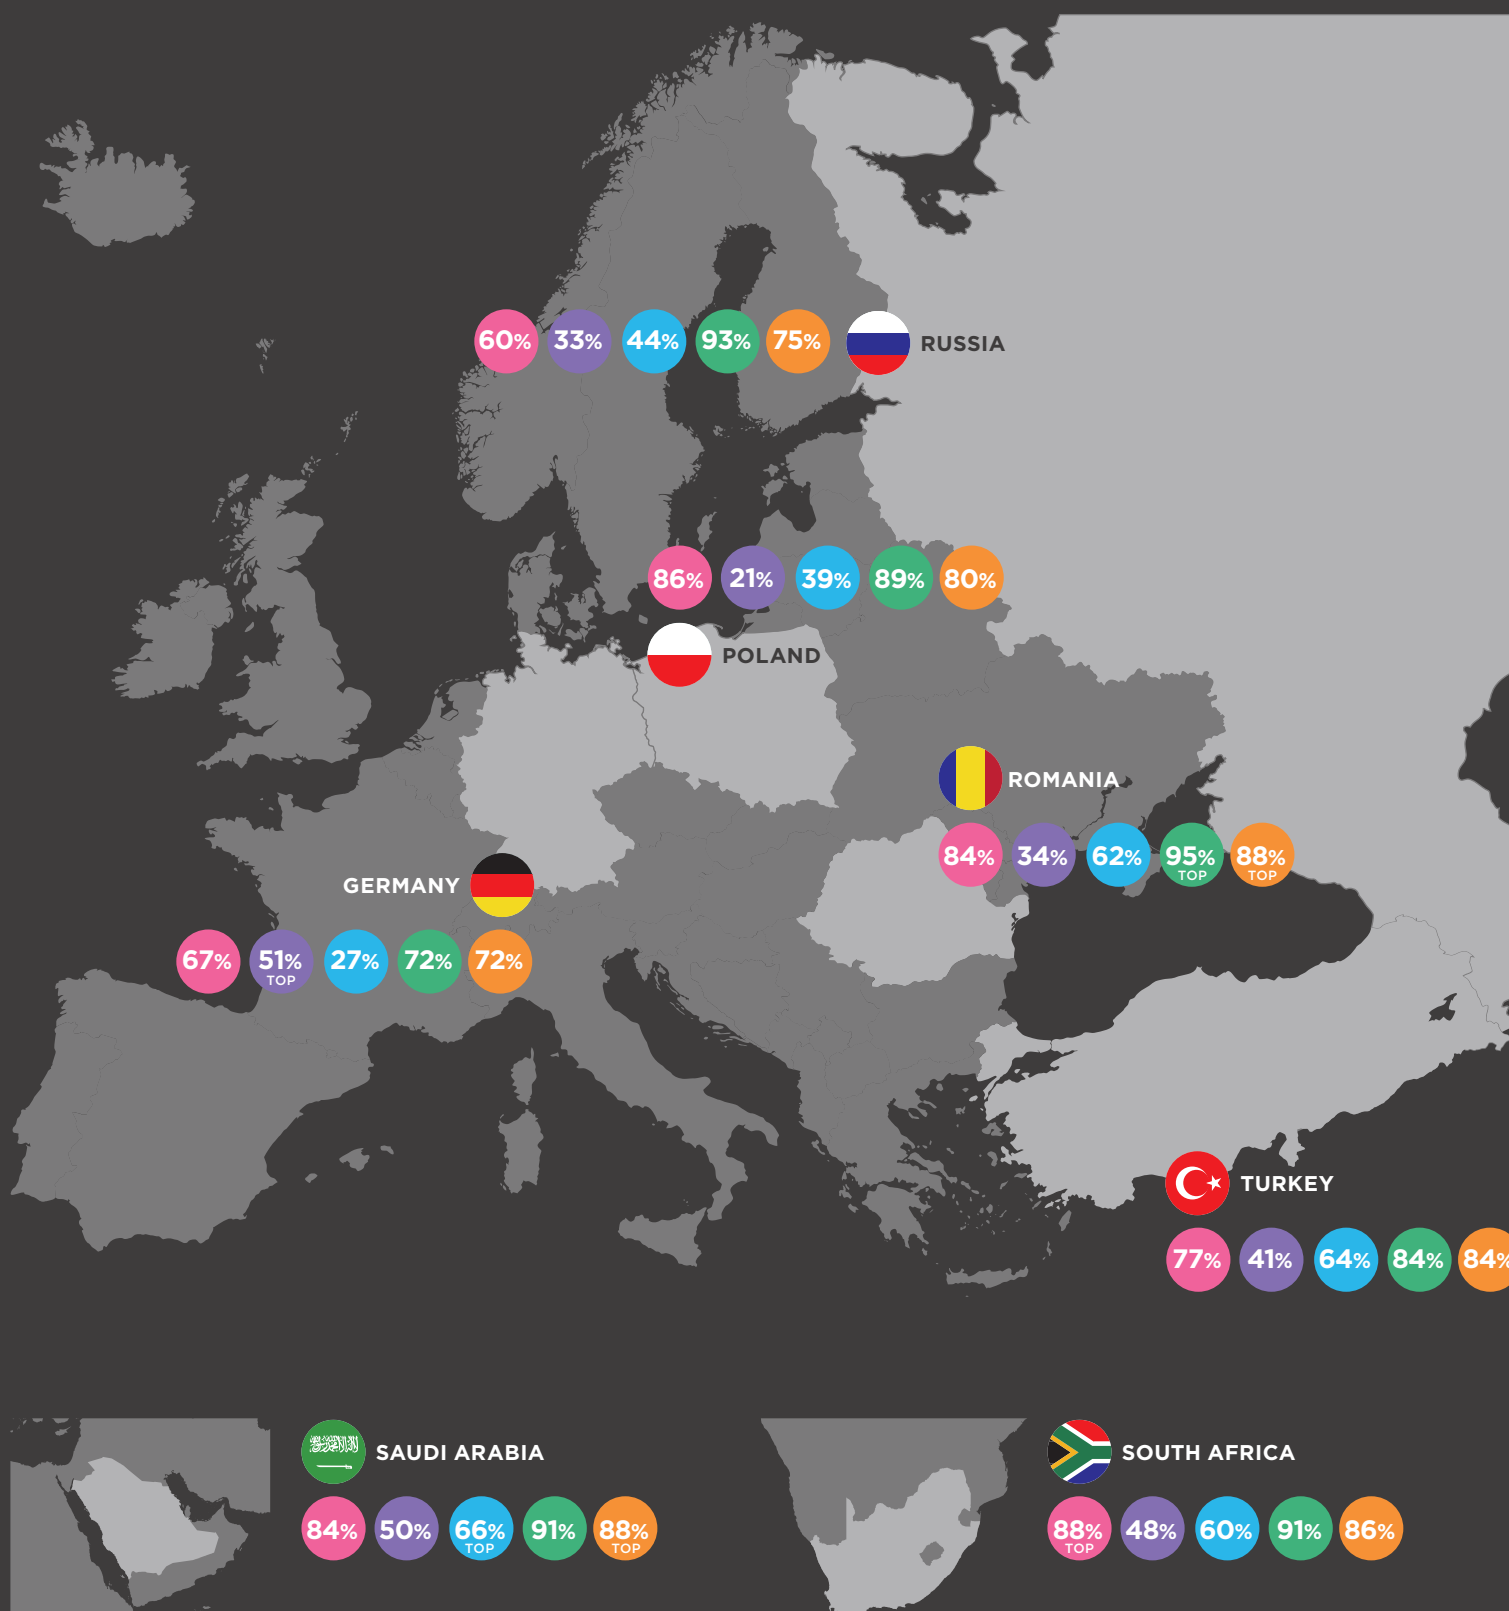 60% 33% 44% 93% 75% RUSSIA
86% 21% 39% 89% 80%
POLAND
ROMANIA
84% 34% 62% 95% TOP 88% TOP
GERMANY
67% 51% TOP 27% 72% 72%
TURKEY
77% 41% 64% 84% 84%
SAUDI ARABIA
84% 50% 66% TOP 91% 88% TOP
SOUTH AFRICA
88% TOP 48% 60% 91% 86%